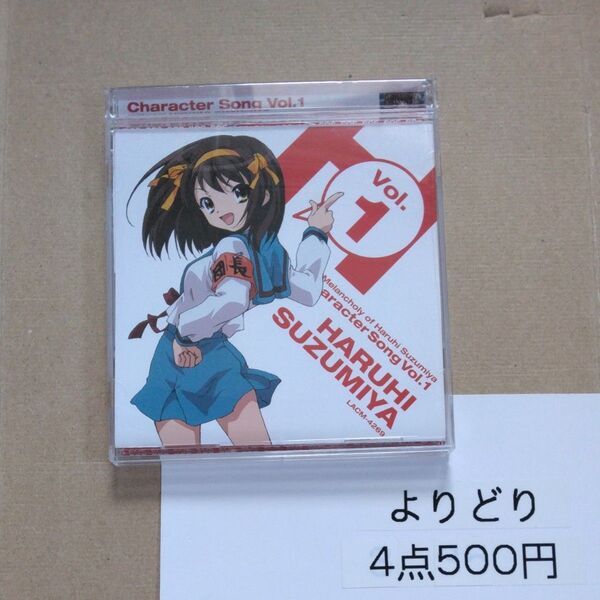 Character Song Vol.1
Vol.
1
団長
Melancholy of Haruhi Suzumiya
aracter Song Vol.1
HARUHI
SUZUMIYA
LACM-4269
よりどり
4点500円